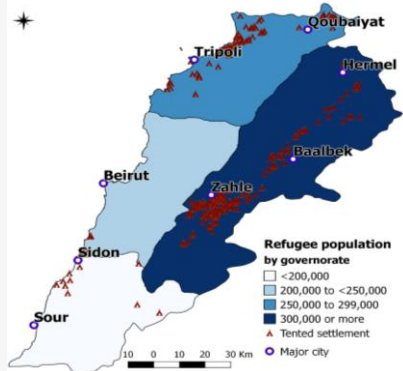 Qoubaiyat
Tripoli
Hermel
Baalbek
Beirut
Zahle
Sidon
Sour
Refugee population
by governorate
<200,000
200,000 to <250,000
250,000 to 299,000
300,000 or more
Tented settlement
Major city
10 0 10 20 30 Km